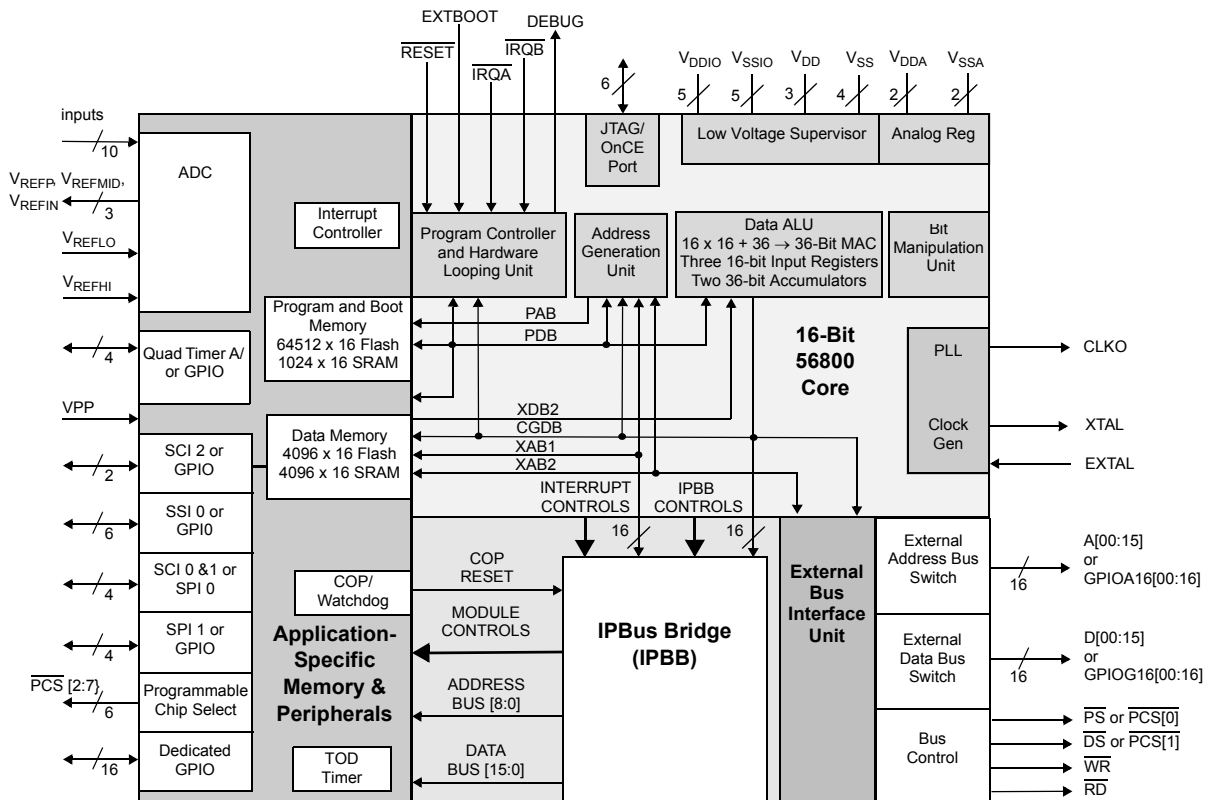 EXTBOOT
DEBUG
RESET
IRQB
IRQA
6
VDDIO
VSSIO
VDD
VSS
VDDA
VSSA
5
5
3
4
2
2
inputs
10
VREFP, VREFMID,
VREFIN
3
VREFLO
VREFHI
4
VPP
2
6
4
4
PCS [2:7]
6
16
ADC
Quad Timer A/
or GPIO
SCI 2 or
GPIO
SSI 0 or
GPI0
SCI 0 &1 or
SPI 0
SPI 1 or
GPIO
Programmable
Chip Select
Dedicated
GPIO
Interrupt
Controller
Program and Boot
Memory
64512 x 16 Flash
1024 x 16 SRAM
Data Memory
4096 x 16 Flash
4096 x 16 SRAM
COP/
Watchdog
Application-
Specific
Memory &
Peripherals
TOD
Timer
JTAG/
OnCE
Port
Low Voltage Supervisor
Analog Reg
Program Controller
and Hardware
Looping Unit
Address
Generation
Unit
Data ALU
16 x 16 + 36 → 36-Bit MAC
Three 16-bit Input Registers
Two 36-bit Accumulators
Bit
Manipulation
Unit
PAB
PDB
16-Bit
56800
Core
PLL
Clock
Gen
CLKO
XTAL
EXTAL
XDB2
CGDB
XAB1
XAB2
INTERRUPT
CONTROLS
IPBB
CONTROLS
16
16
COP
RESET
MODULE
CONTROLS
ADDRESS
BUS [8:0]
DATA
BUS [15:0]
IPBus Bridge
(IPBB)
External
Bus
Interface
Unit
External
Address Bus
Switch
16
A[00:15]
or
GPIOA16[00:16]
External
Data Bus
Switch
16
D[00:15]
or
GPIOG16[00:16]
Bus
Control
PS or PCS[0]
DS or PCS[1]
WR
RD